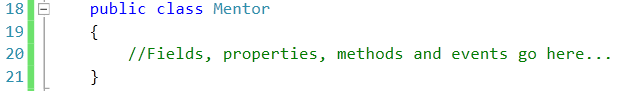 18 public class Mentor
19 {
20 //Fields, properties, methods and events go here...
21 }